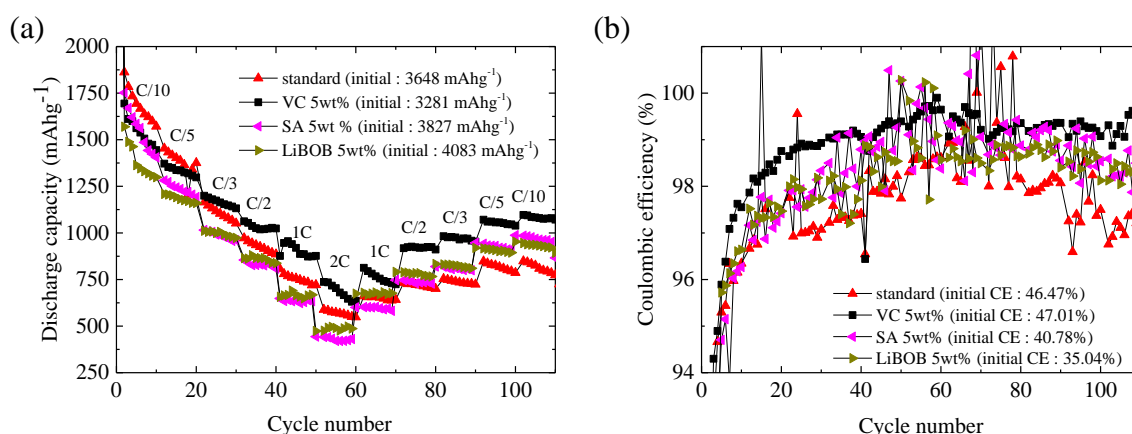 (a)
2000
1750
1500
1250
1000
750
500
250
0
20
40
60
80
100
Discharge capacity (mAhg⁻¹)
Cycle number
C/10
C/5
C/3
C/2
1C
2C
1C
C/2
C/3
C/5
C/10
standard (initial : 3648 mAhg⁻¹)
VC 5wt% (initial : 3281 mAhg⁻¹)
SA 5wt % (initial : 3827 mAhg⁻¹)
LiBOB 5wt% (initial : 4083 mAhg⁻¹)
(b)
100
98
96
94
0
20
40
60
80
100
Coulombic efficiency (%)
Cycle number
standard (initial CE : 46.47%)
VC 5wt% (initial CE : 47.01%)
SA 5wt% (initial CE : 40.78%)
LiBOB 5wt% (initial CE : 35.04%)